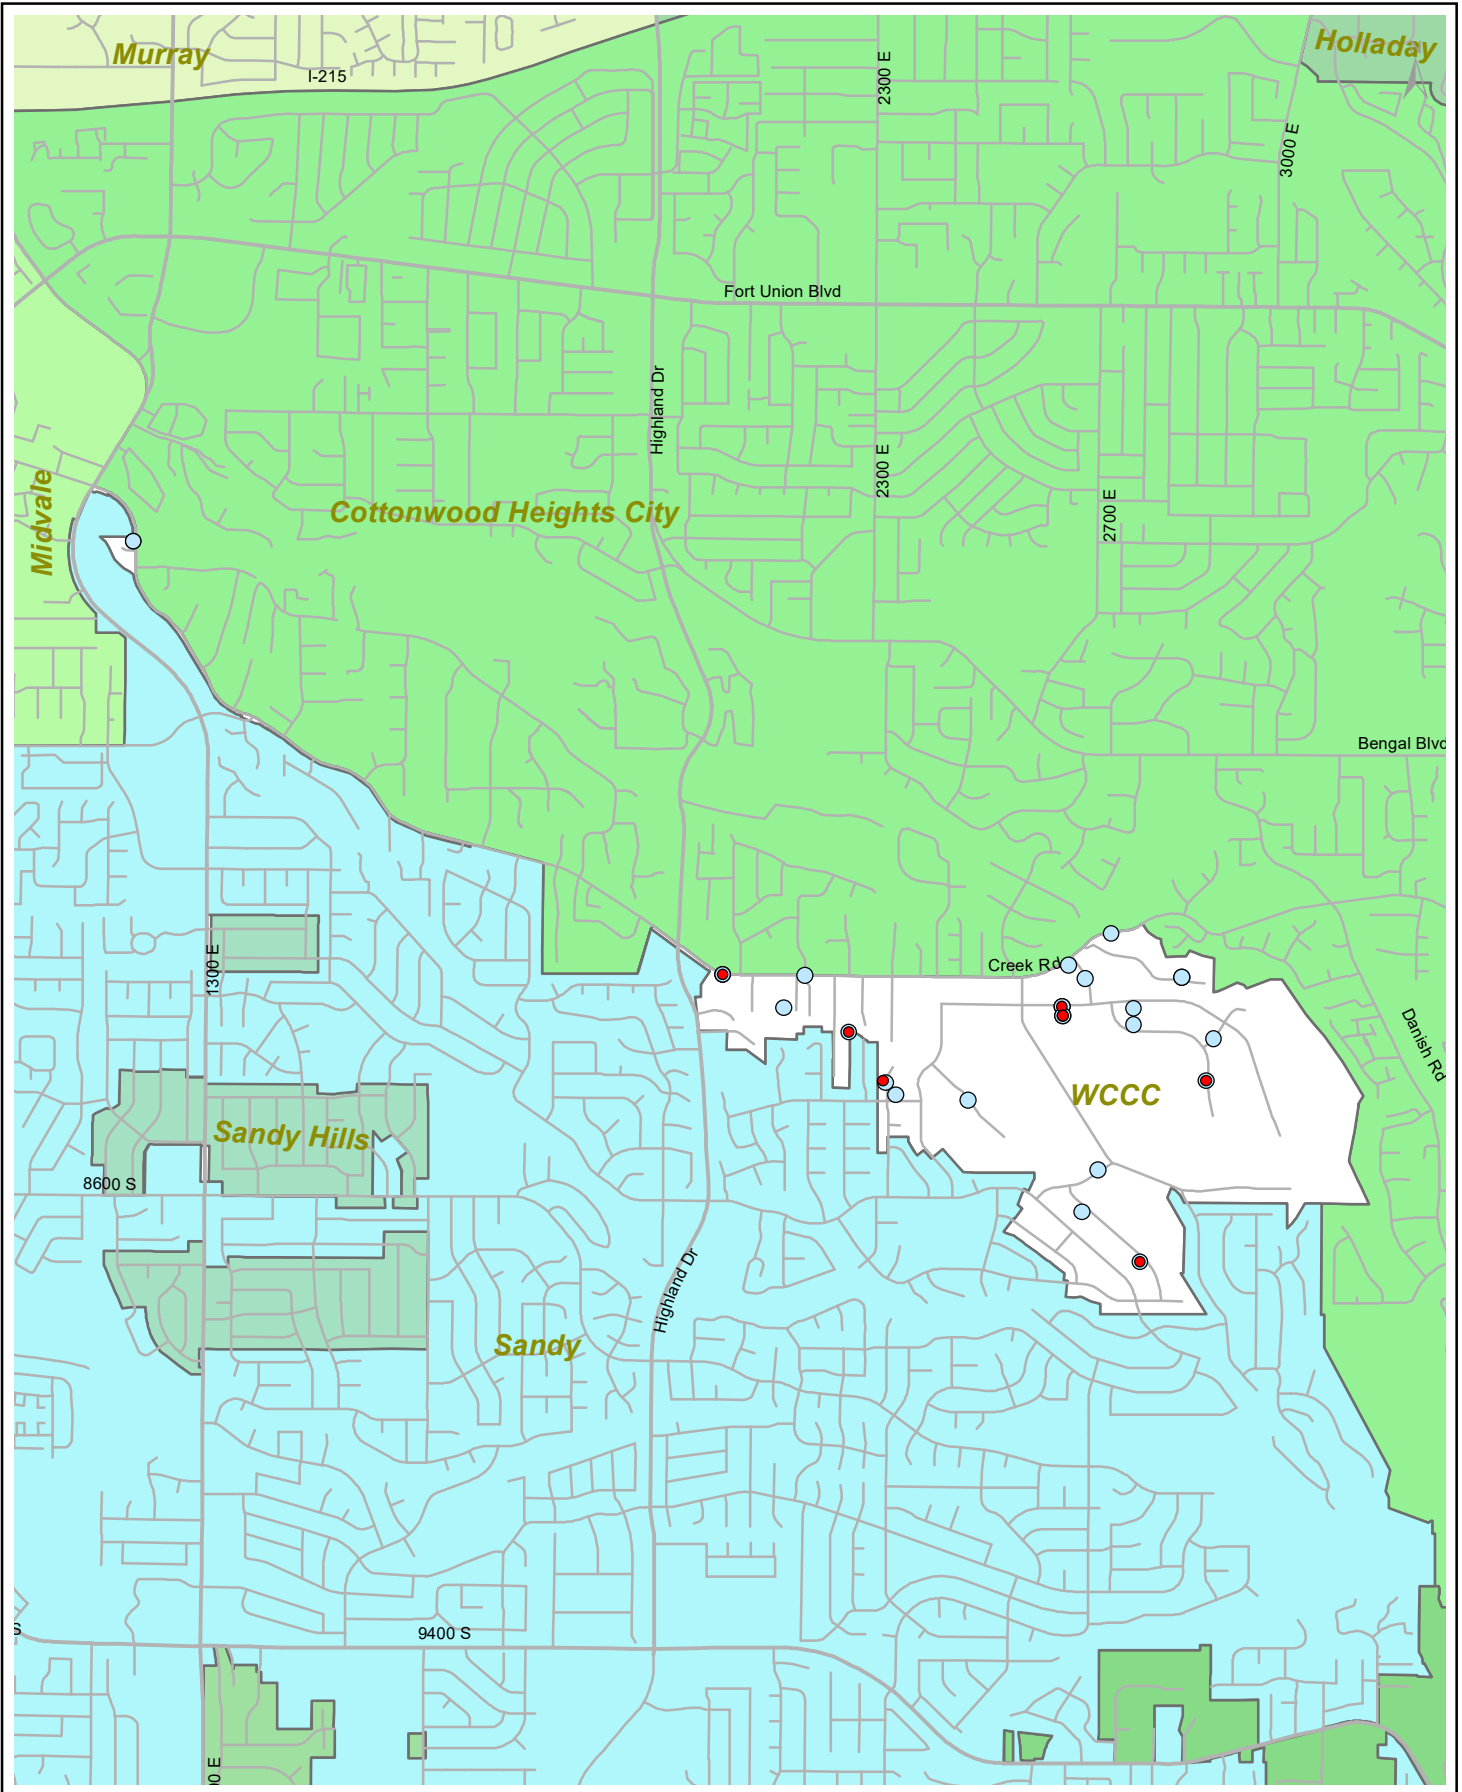 Murray
Holladay
I-215
2300 E
3000 E
Fort Union Blvd
Highland Dr
2300 E
Midvale
Cottonwood Heights City
2700 E
Bengal Blvd
Creek Rd
1300 E
Danish Rd
WCCC
Sandy Hills
8600 S
Highland Dr
Sandy
S
9400 S
00 E